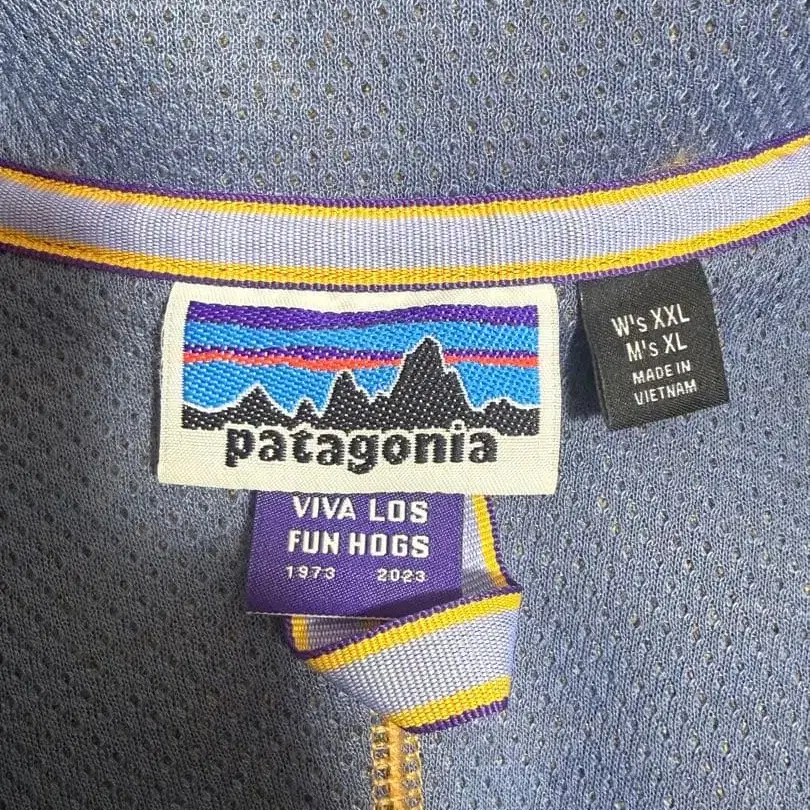 patagonia
W's XXL
M's XL
MADE IN
VIETNAM
VIVA LOS
FUN HOGS
1973 2023